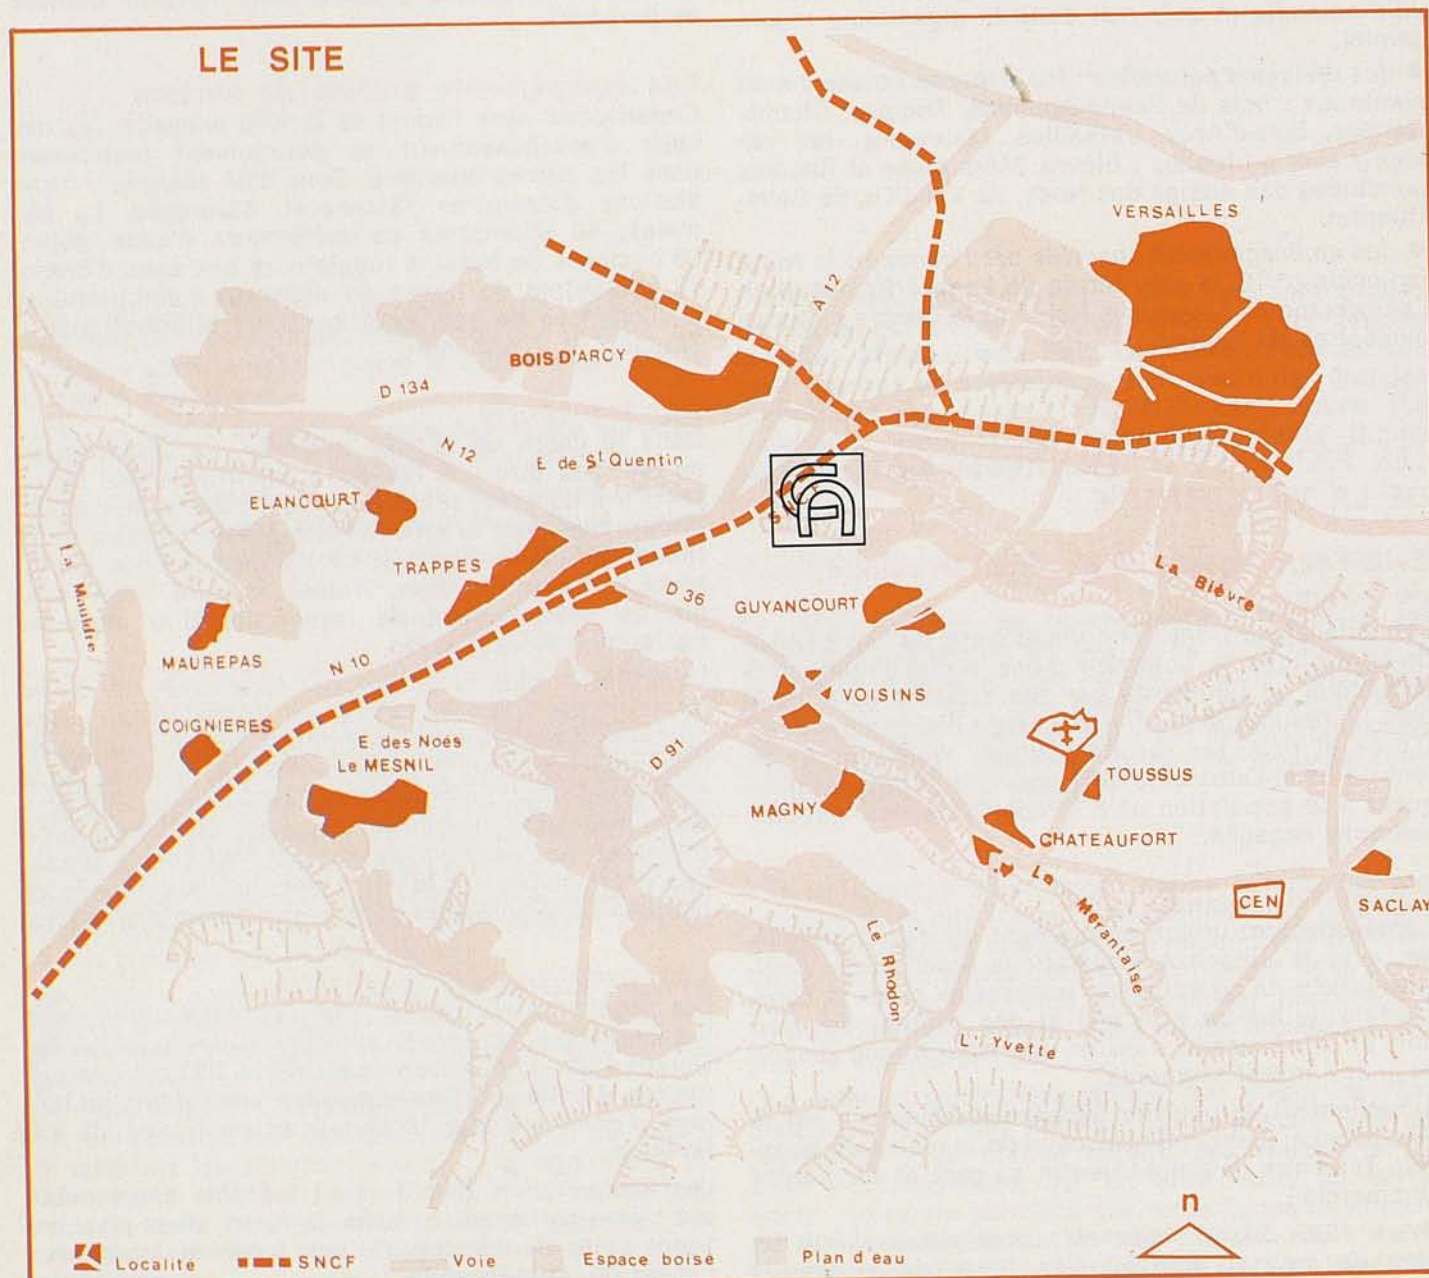 LE SITE
VERSAILLES
A 12
BOIS D'ARCY
D 134
N 12
E de St Quentin
ELANCOURT
TRAPPES
D 36
GUYANCOURT
La Bièvre
La Mauldre
MAUREPAS
N 10
VOISINS
COIGNIERES
E des Noés
Le MESNIL
D 91
TOUSSUS
MAGNY
CHATEAUFORT
La Mérantaise
CEN
SACLAY
Le Rhodon
L'Yvette
n
Localité
SNCF
Voie
Espace boisé
Plan d'eau